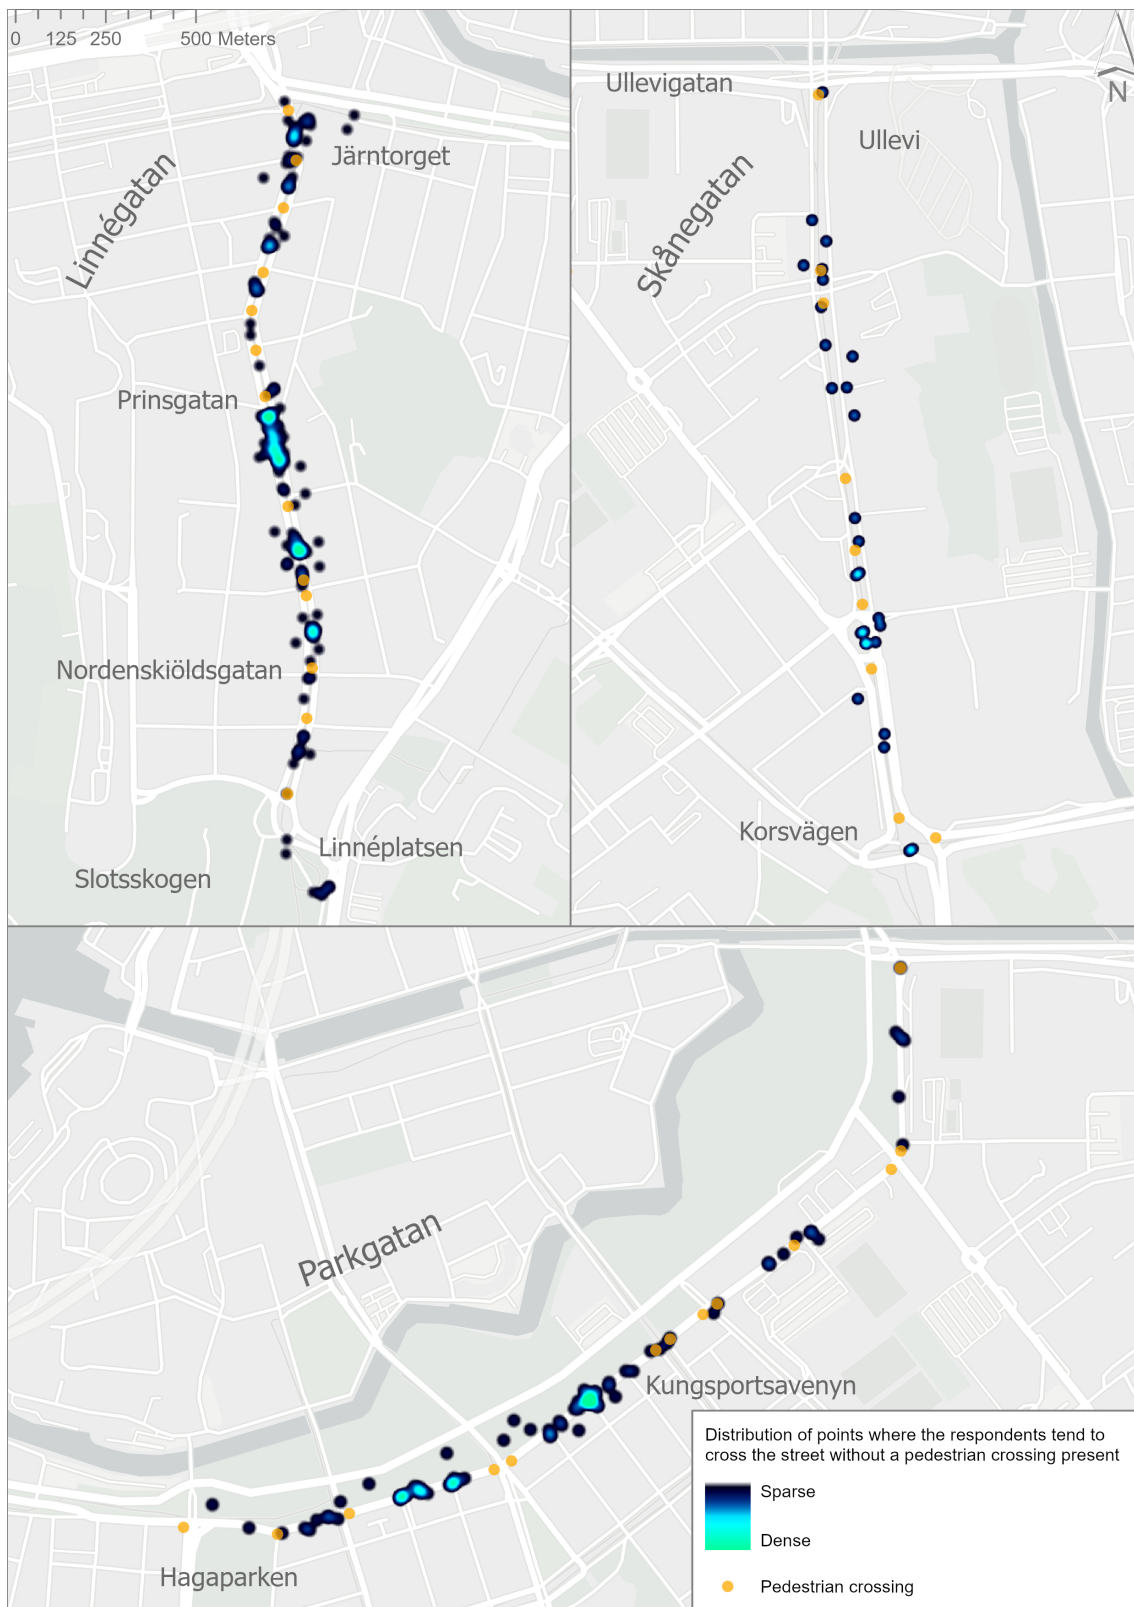 0 125 250 500 Meters
Linnégatan
Järntorget
Prinsgatan
Nordenskiöldsgatan
Linnéplatsen
Slotsskogen
Ullevigatan
N
Ullevi
Skånegatan
Korsvägen
Parkgatan
Kungsportsavenyn
Hagaparken
Distribution of points where the respondents tend to
cross the street without a pedestrian crossing present
Sparse
Dense
Pedestrian crossing